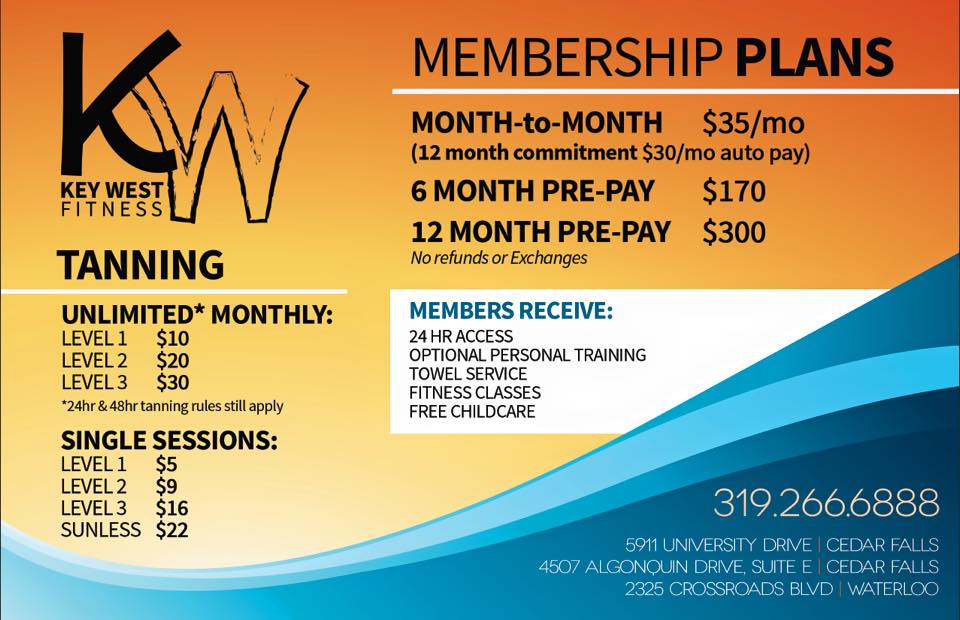 KW
KEY WEST
FITNESS
MEMBERSHIP PLANS
MONTH-to-MONTH $35/mo
(12 month commitment $30/mo auto pay)
6 MONTH PRE-PAY $170
12 MONTH PRE-PAY $300
No refunds or Exchanges
TANNING
UNLIMITED* MONTHLY:
LEVEL 1 $10
LEVEL 2 $20
LEVEL 3 $30
*24hr & 48hr tanning rules still apply
SINGLE SESSIONS:
LEVEL 1 $5
LEVEL 2 $9
LEVEL 3 $16
SUNLESS $22
MEMBERS RECEIVE:
24 HR ACCESS
OPTIONAL PERSONAL TRAINING
TOWEL SERVICE
FITNESS CLASSES
FREE CHILDCARE
319.266.6888
5911 UNIVERSITY DRIVE | CEDAR FALLS
4507 ALGONQUIN DRIVE, SUITE E | CEDAR FALLS
2325 CROSSROADS BLVD | WATERLOO